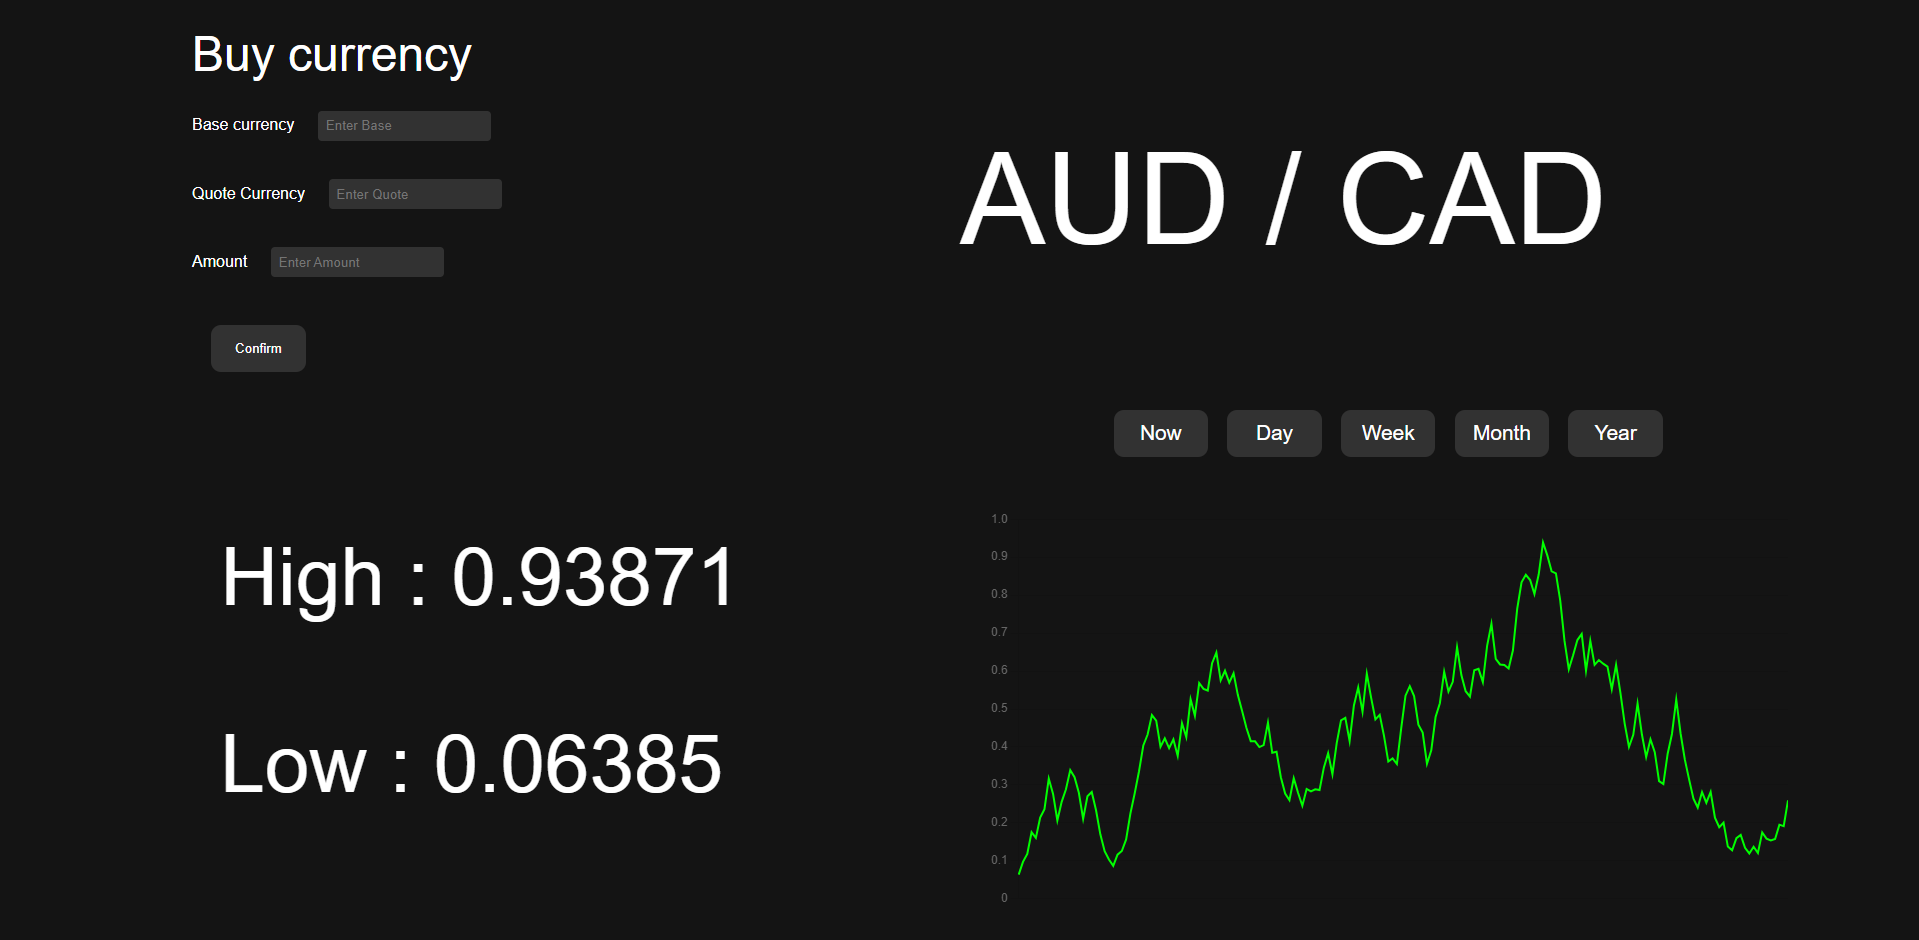 Buy currency
Base currency Enter Base
Quote Currency Enter Quote
Amount Enter Amount
Confirm
AUD / CAD
Now Day Week Month Year
High : 0.93871
Low : 0.06385
1.0
0.9
0.8
0.7
0.6
0.5
0.4
0.3
0.2
0.1
0